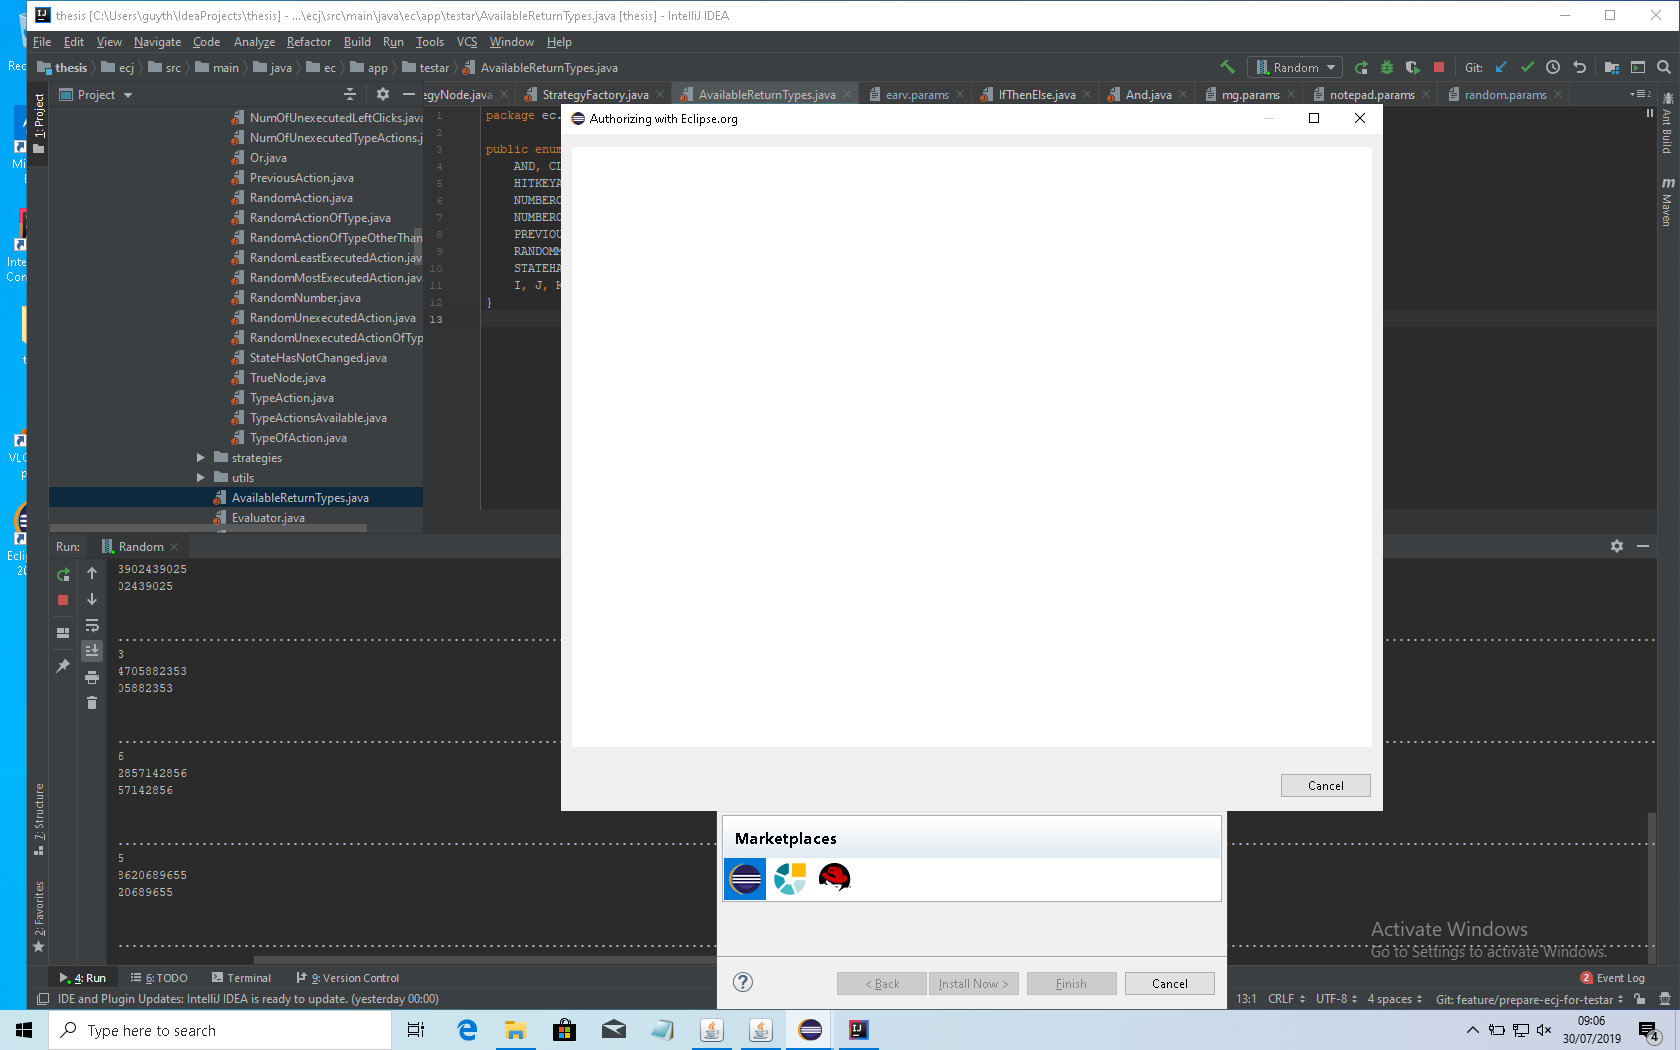 thesis [C:\Users\guyth\IdeaProjects\thesis] - ...\ecj\src\main\java\ec\app\testar\AvailableReturnTypes.java [thesis] - IntelliJ IDEA
File Edit View Navigate Code Analyze Refactor Build Run Tools VCS Window Help
thesis ecj src main java ec app testar AvailableReturnTypes.java Random Git:
Project egyNode.java StrategyFactory.java AvailableReturnTypes.java earv.params IfThenElse.java And.java mg.params notepad.params random.params
1: Project
Ant Build
Maven
Authorizing with Eclipse.org
NumOfUnexecutedLeftClicks.java
NumOfUnexecutedTypeActions.j
Or.java
PreviousAction.java
RandomAction.java
RandomActionOfType.java
RandomActionOfTypeOtherThan
RandomLeastExecutedAction.jav
RandomMostExecutedAction.jav
RandomNumber.java
RandomUnexecutedAction.java
RandomUnexecutedActionOfTyp
StateHasNotChanged.java
TrueNode.java
TypeAction.java
TypeActionsAvailable.java
TypeOfAction.java
strategies
utils
AvailableReturnTypes.java
Evaluator.java
1 package ec.
2
3 public enum
4 AND, CI
5 HITKEYA
6 NUMBERO
7 NUMBERO
8 PREVIOU
9 RANDOMM
10 STATEHA
11 I, J, K
12 }
13
Run: Random
3902439025
02439025
3
4705882353
05882353
6
2857142856
57142856
5
8620689655
20689655
7: Structure
2: Favorites
Cancel
Marketplaces
< Back Install Now > Finish Cancel
Activate Windows
Go to Settings to activate Windows.
4: Run 6: TODO Terminal 9: Version Control 2 Event Log
IDE and Plugin Updates: IntelliJ IDEA is ready to update. (yesterday 00:00) 13:1 CRLF UTF-8 4 spaces Git: feature/prepare-ecj-for-testar
Type here to search
09:06
30/07/2019
4